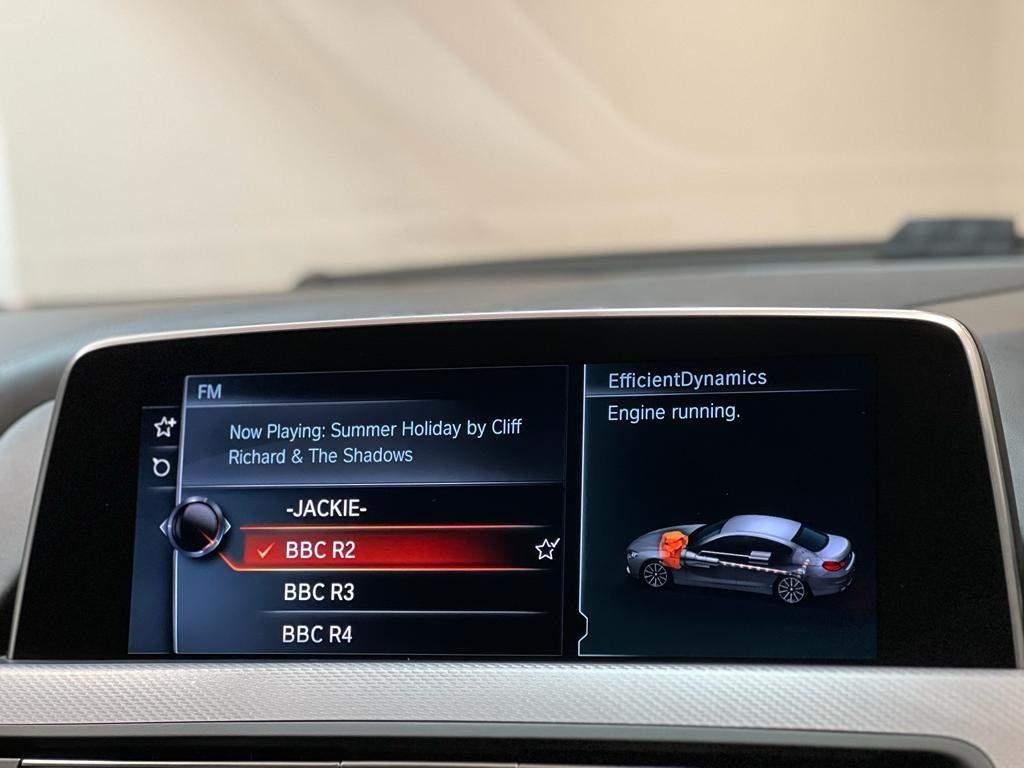 FM
Now Playing: Summer Holiday by Cliff
Richard & The Shadows
-JACKIE-
BBC R2
BBC R3
BBC R4
EfficientDynamics
Engine running.